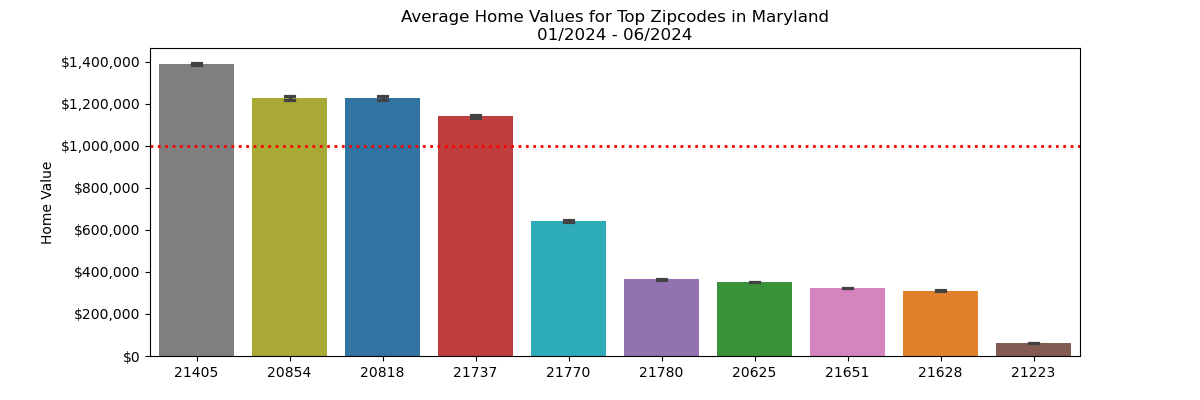 Average Home Values for Top Zipcodes in Maryland
01/2024 - 06/2024
Home Value
$1,400,000
$1,200,000
$1,000,000
$800,000
$600,000
$400,000
$200,000
$0
21405 20854 20818 21737 21770 21780 20625 21651 21628 21223